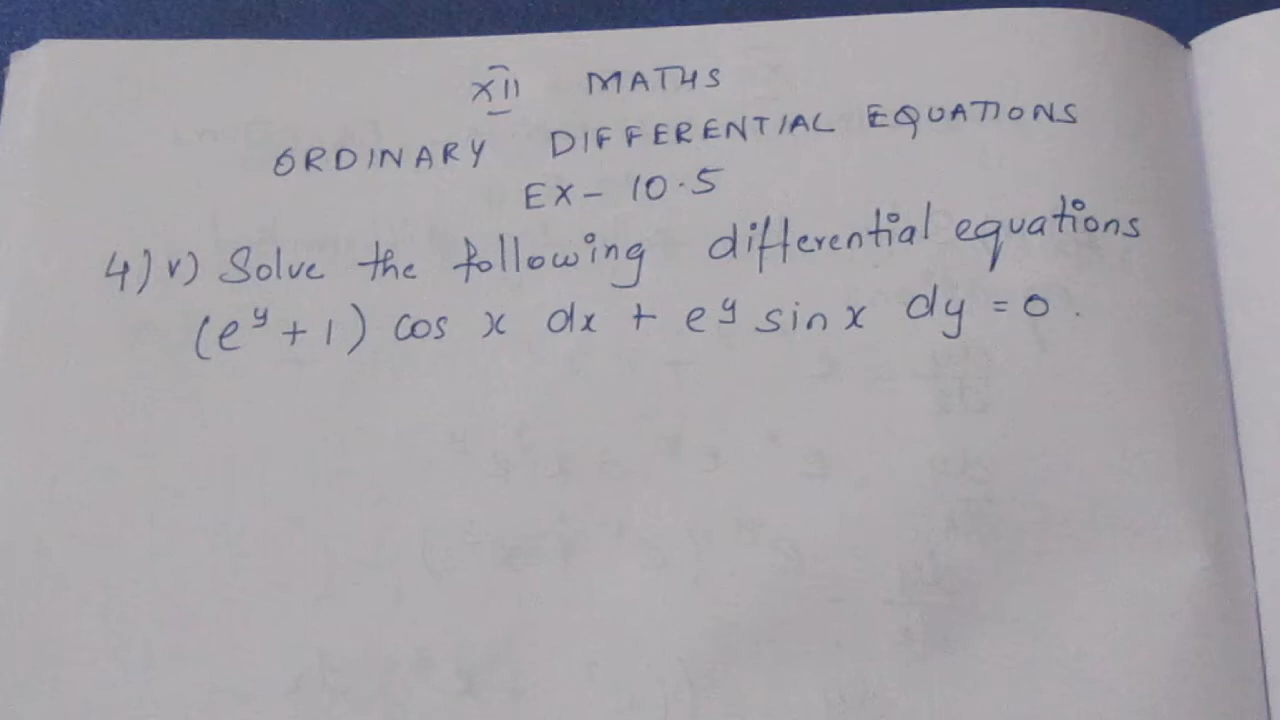 XII MATHS
ORDINARY DIFFERENTIAL EQUATIONS
EX- 10.5
4) v) Solve the following differential equations
(e^y + 1) cos x dx + e^y sin x dy = 0.